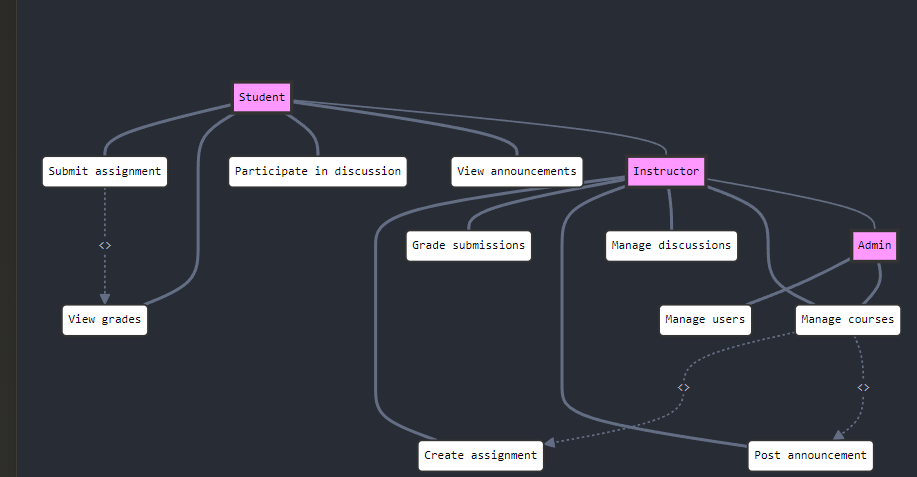 Student
Submit assignment
Participate in discussion
View announcements
Instructor
<>
Grade submissions
Manage discussions
Admin
View grades
Manage users
Manage courses
<>
<>
Create assignment
Post announcement